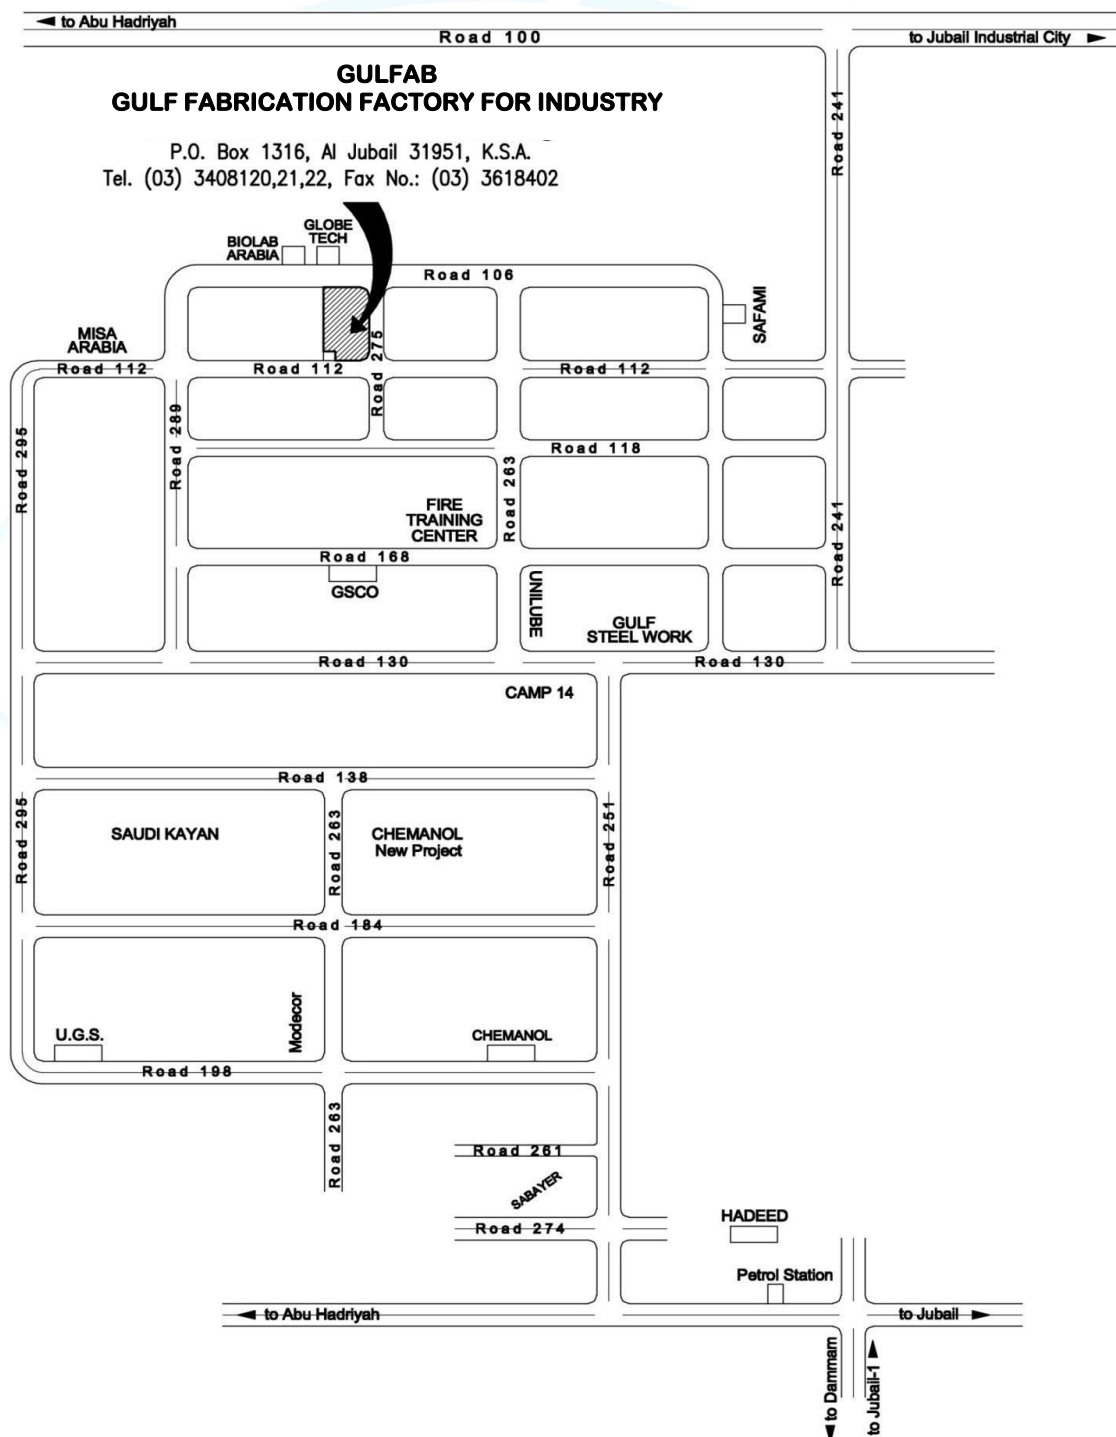 to Abu Hadriyah
Road 100
to Jubail Industrial City
GULFAB
GULF FABRICATION FACTORY FOR INDUSTRY
P.O. Box 1316, Al Jubail 31951, K.S.A.
Tel. (03) 3408120,21,22, Fax No.: (03) 3618402
Road 241
BIOLAB
ARABIA
GLOBE
TECH
Road 106
SAFAMI
MISA
ARABIA
Road 112
Road 112
Road 275
Road 112
Road 295
Road 289
Road 118
Road 263
FIRE
TRAINING
CENTER
Road 241
Road 168
GSCO
UNILUBE
GULF
STEEL WORK
Road 130
Road 130
CAMP 14
Road 138
Road 295
SAUDI KAYAN
Road 263
CHEMANOL
New Project
Road 251
Road 184
Modecor
U.G.S.
CHEMANOL
Road 198
Road 263
Road 261
SABAYER
Road 274
HADEED
Petrol Station
to Abu Hadriyah
to Jubail
to Dammam
to Jubail-1